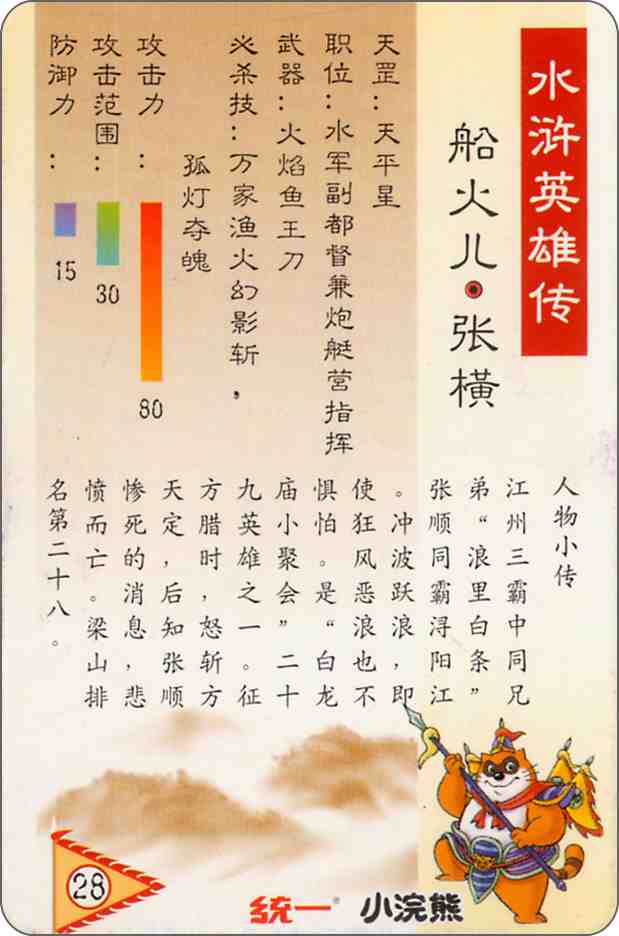 水浒英雄传
船火儿·张横
天罡：天平星
职位：水军副都督兼炮艇营指挥
武器：火焰鱼王刀
必杀技：万家渔火幻影斩，
孤灯夺魄
攻击力：
80
攻击范围：
30
防御力：
15
人物小传
江州三霸中同兄
弟“浪里白条”
张顺同霸浔阳江
。冲波跃浪，即
使狂风恶浪也不
惧怕。是“白龙
庙小聚会”二十
九英雄之一。征
方腊时，怒斩方
天定，后知张顺
惨死的消息，悲
愤而亡。梁山排
名第二十八。
28
统一® 小浣熊